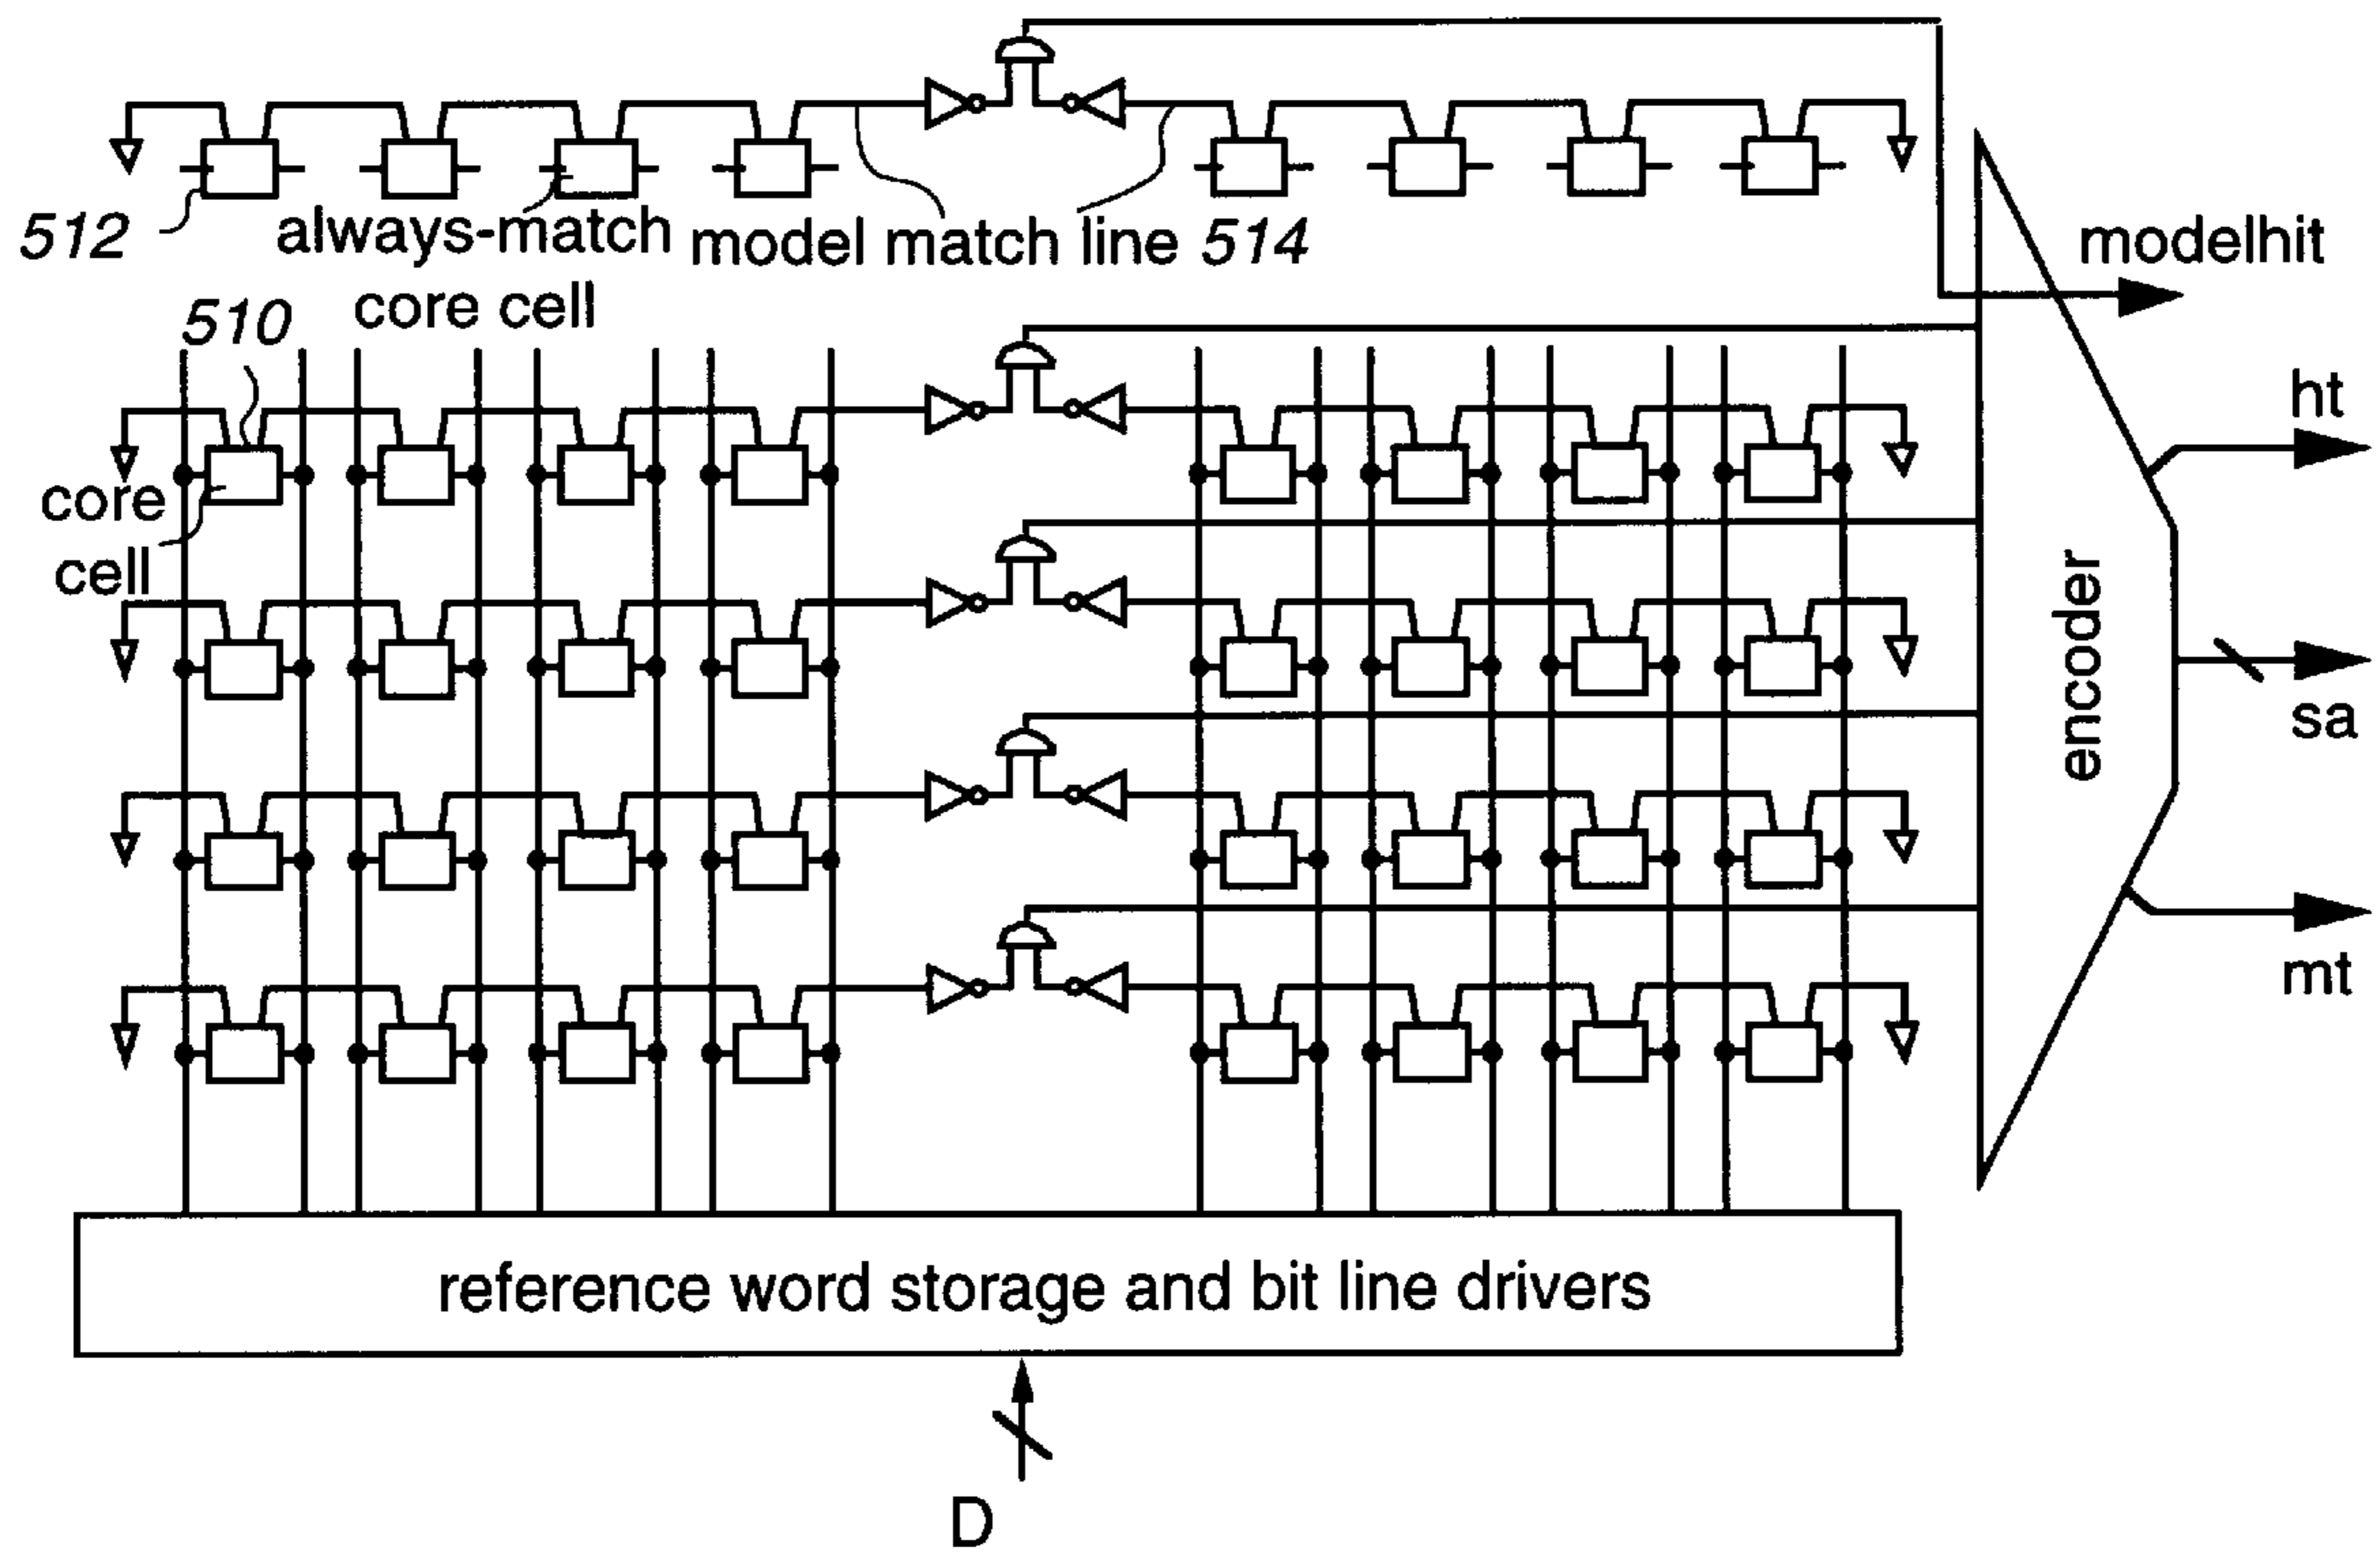 512
always-match
core cell
model match line 514
modelhit
510
ht
core
cell
encoder
sa
mt
reference word storage and bit line drivers
D